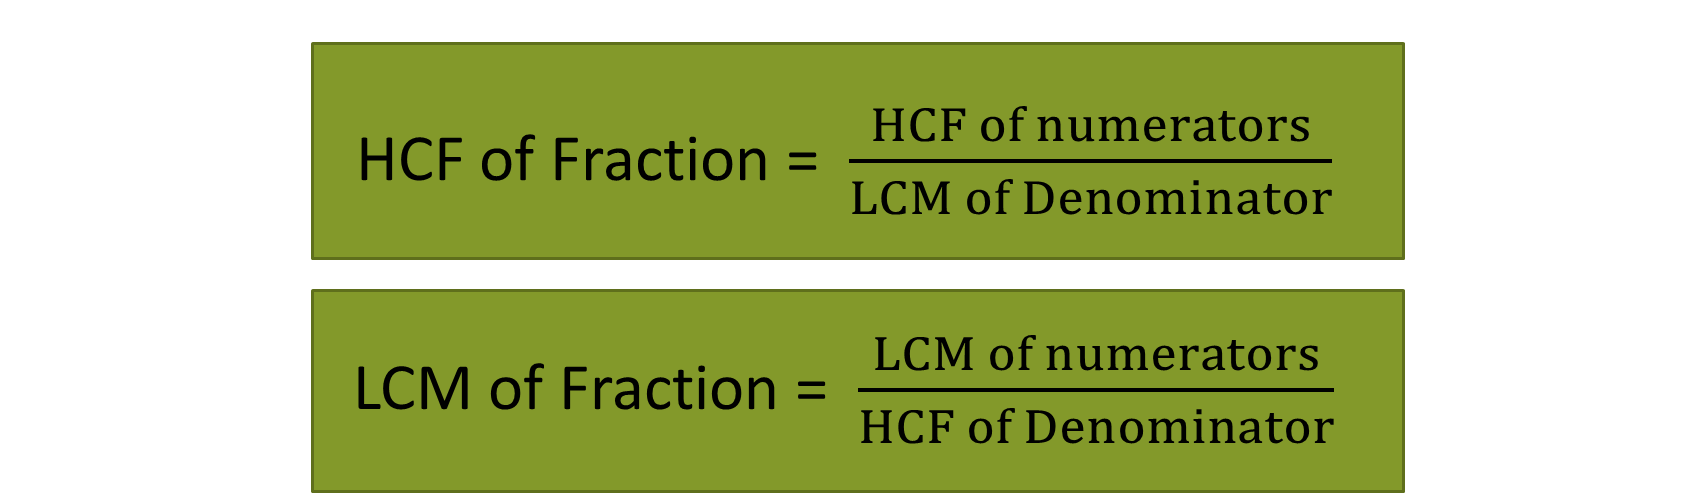 HCF of Fraction = HCF of numerators
LCM of Denominator
LCM of Fraction = LCM of numerators
HCF of Denominator